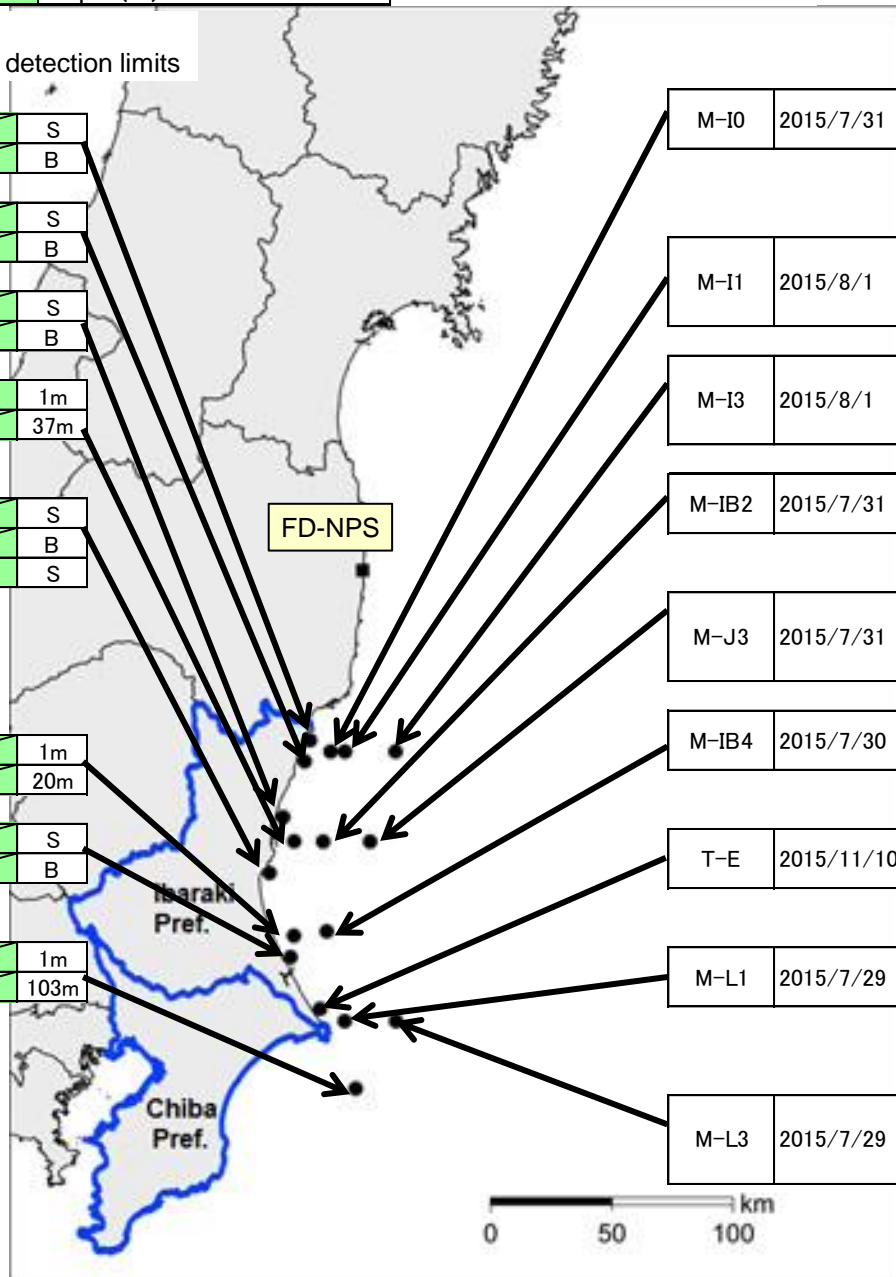 detection limits
S
B
S
B
S
B
1m
37m
S
B
S
1m
20m
S
B
1m
103m
FD-NPS
Ibaraki
Pref.
Chiba
Pref.
M-I0 2015/7/31
M-I1 2015/8/1
M-I3 2015/8/1
M-IB2 2015/7/31
M-J3 2015/7/31
M-IB4 2015/7/30
T-E 2015/11/10
M-L1 2015/7/29
M-L3 2015/7/29
km
0 50 100